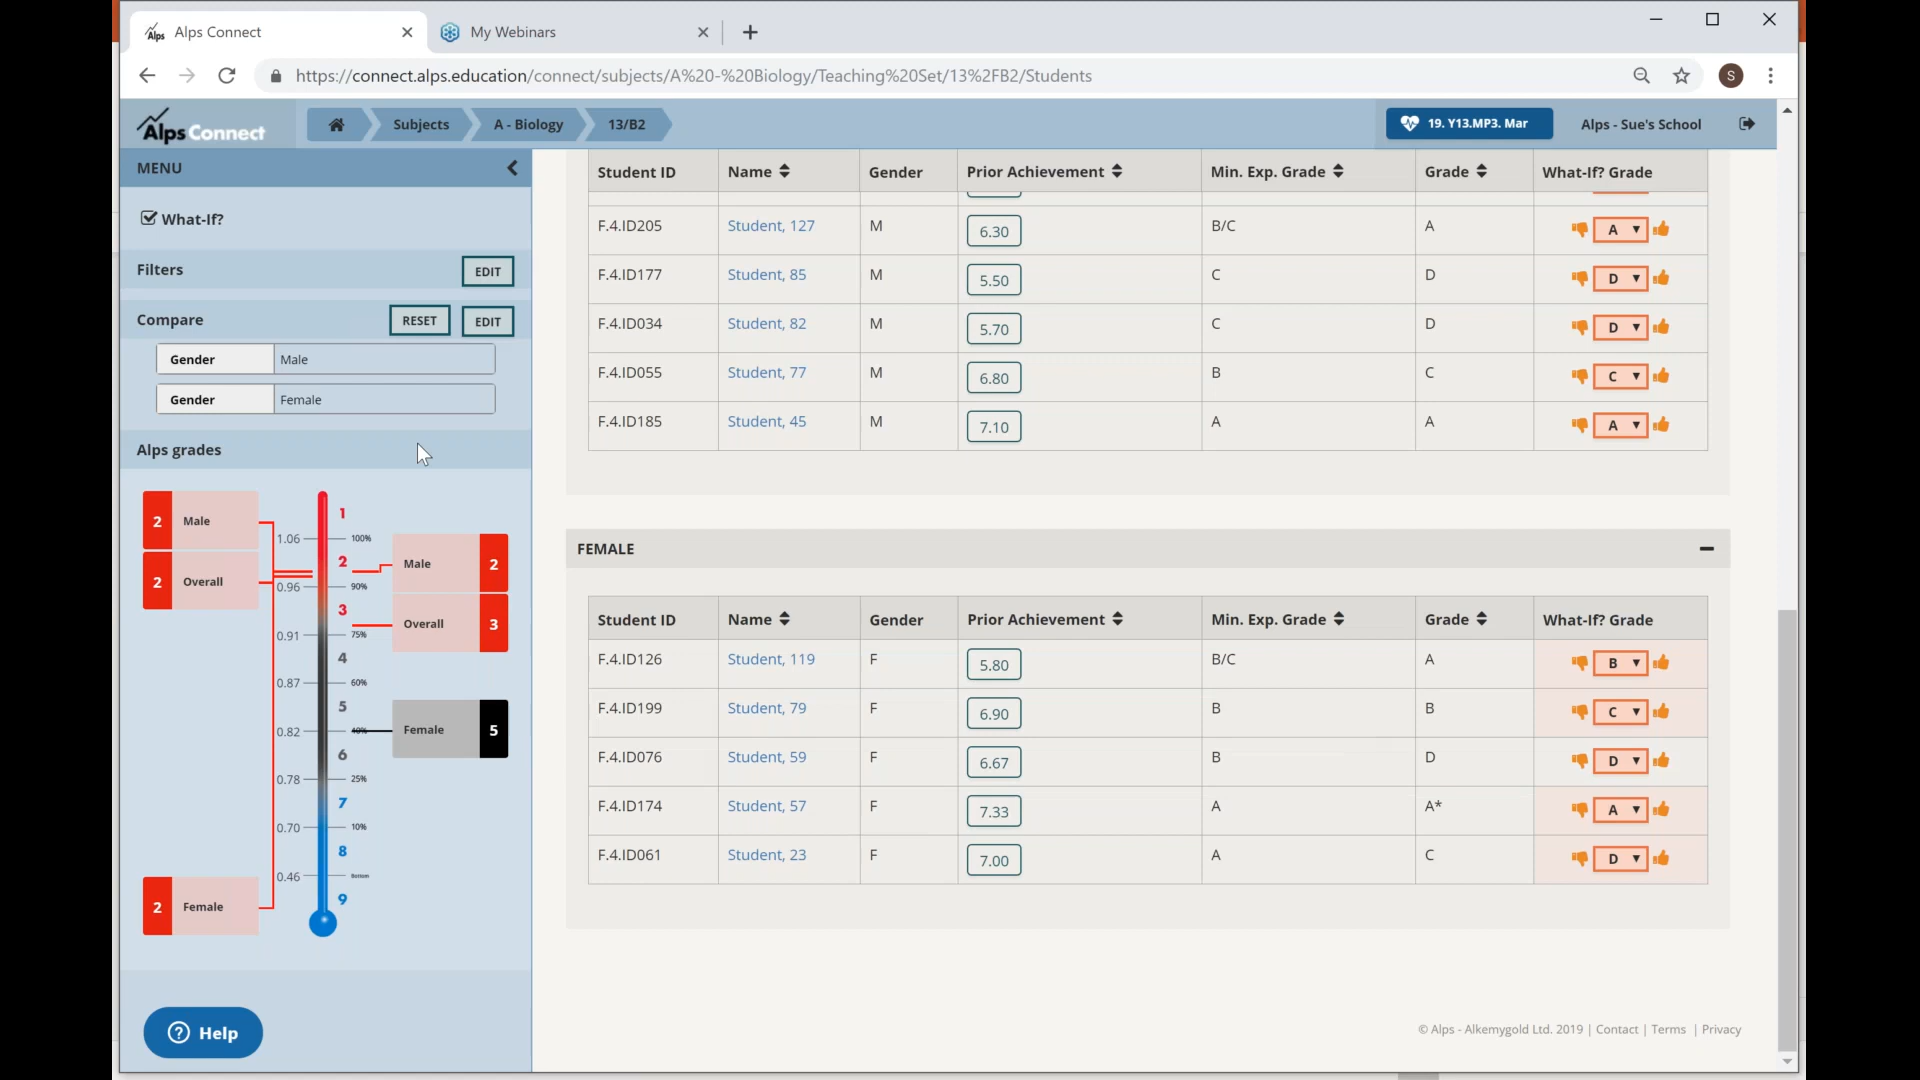 Alps Connect
My Webinars
https://connect.alps.education/connect/subjects/A%20-%20Biology/Teaching%20Set/13%2FB2/Students
S
Alps Connect
Subjects
A - Biology
13/B2
19. Y13.MP3. Mar
Alps - Sue's School
MENU
What-If?
Filters
EDIT
Compare
RESET
EDIT
Gender Male
Gender Female
Alps grades
2 Male
2 Overall
2 Female
1
1.06 100%
2
0.96 90%
3
0.91 75%
4
0.87 60%
5
0.82 40%
6
0.78 25%
7
0.70 10%
8
0.46 Bottom
9
Male 2
Overall 3
Female 5
Help
Student ID Name Gender Prior Achievement Min. Exp. Grade Grade What-If? Grade
F.4.ID205 Student, 127 M 6.30 B/C A A
F.4.ID177 Student, 85 M 5.50 C D D
F.4.ID034 Student, 82 M 5.70 C D D
F.4.ID055 Student, 77 M 6.80 B C C
F.4.ID185 Student, 45 M 7.10 A A A
FEMALE
Student ID Name Gender Prior Achievement Min. Exp. Grade Grade What-If? Grade
F.4.ID126 Student, 119 F 5.80 B/C A B
F.4.ID199 Student, 79 F 6.90 B B C
F.4.ID076 Student, 59 F 6.67 B D D
F.4.ID174 Student, 57 F 7.33 A A* A
F.4.ID061 Student, 23 F 7.00 A C D
© Alps - Alkemygold Ltd. 2019 | Contact | Terms | Privacy